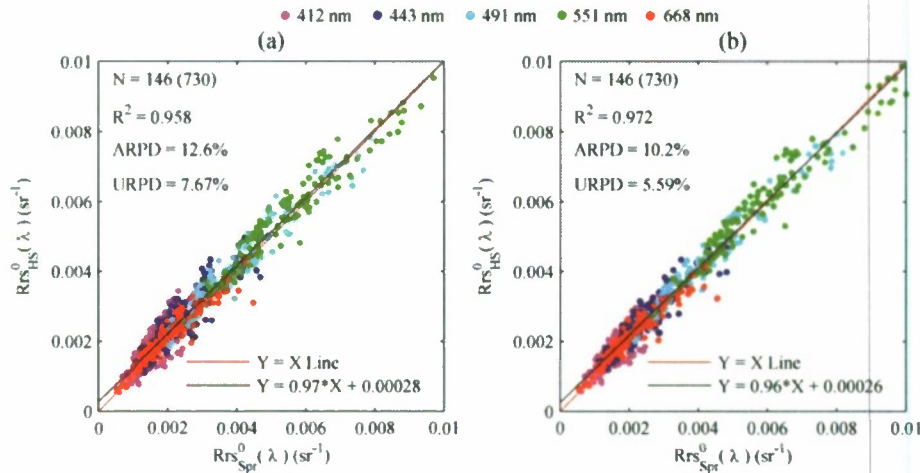 412 nm 443 nm 491 nm 551 nm 668 nm
(a)
0.01
0.008
0.006
0.004
0.002
0
Rrs⁰HS(λ) (sr⁻¹)
N = 146 (730)
R² = 0.958
ARPD = 12.6%
URPD = 7.67%
Y = X Line
Y = 0.97*X + 0.00028
0 0.002 0.004 0.006 0.008 0.01
Rrs⁰Spr(λ) (sr⁻¹)
(b)
0.01
0.008
0.006
0.004
0.002
0
Rrs⁰HS(λ) (sr⁻¹)
N = 146 (730)
R² = 0.972
ARPD = 10.2%
URPD = 5.59%
Y = X Line
Y = 0.96*X + 0.00026
0 0.002 0.004 0.006 0.008 0.01
Rrs⁰Spr(λ) (sr⁻¹)